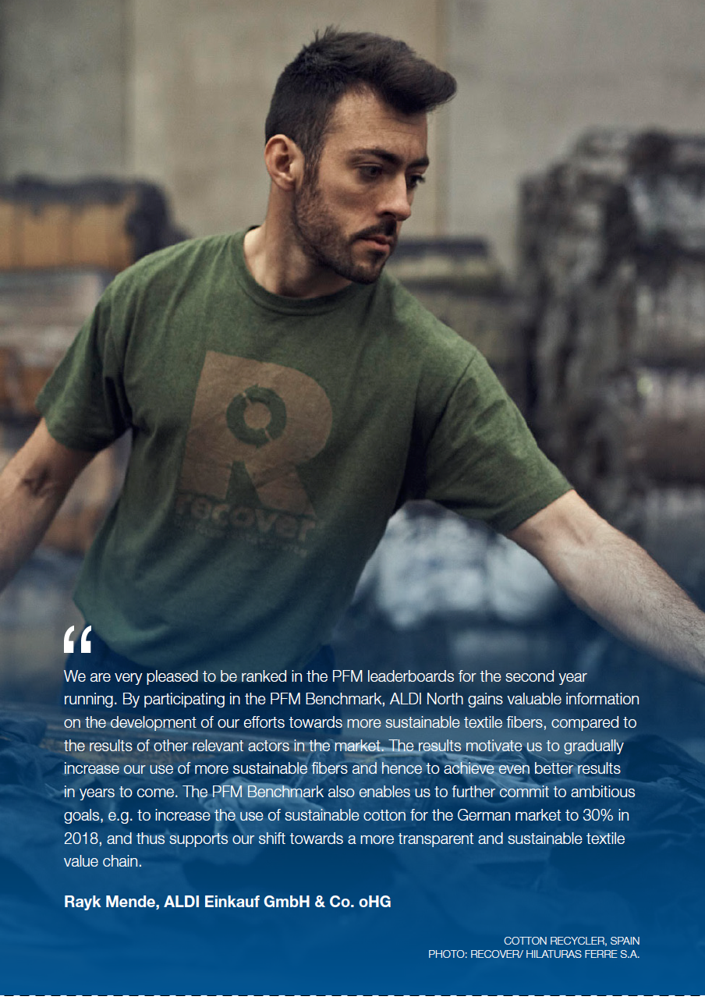 R
recover
“
We are very pleased to be ranked in the PFM leaderboards for the second year
running. By participating in the PFM Benchmark, ALDI North gains valuable information
on the development of our efforts towards more sustainable textile fibers, compared to
the results of other relevant actors in the market. The results motivate us to gradually
increase our use of more sustainable fibers and hence to achieve even better results
in years to come. The PFM Benchmark also enables us to further commit to ambitious
goals, e.g. to increase the use of sustainable cotton for the German market to 30% in
2018, and thus supports our shift towards a more transparent and sustainable textile
value chain.
Rayk Mende, ALDI Einkauf GmbH & Co. oHG
COTTON RECYCLER, SPAIN
PHOTO: RECOVER/ HILATURAS FERRE S.A.